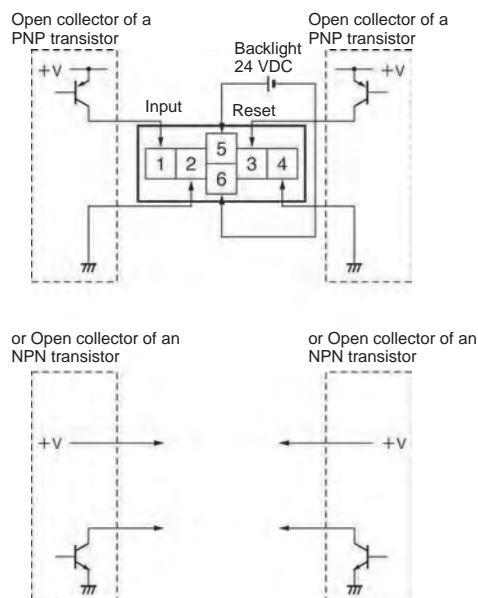 Open collector of a
PNP transistor
Open collector of a
PNP transistor
Backlight
24 VDC
+V
+V
Input
Reset
1 2 5 6 3 4
or Open collector of an
NPN transistor
or Open collector of an
NPN transistor
+V
+V